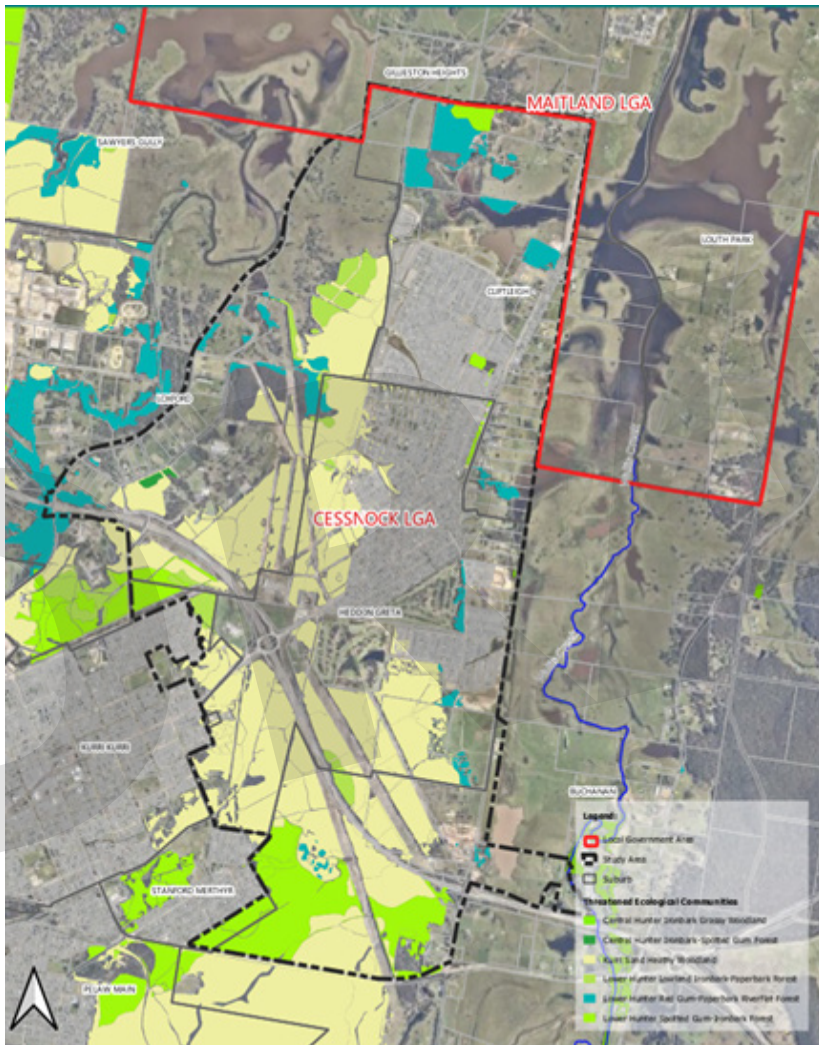 GILLIESTON HEIGHTS
MAITLAND LGA
SAWYERS GULLY
LOUTH PARK
CLIFTLEIGH
LOXFORD
CESSNOCK LGA
HEDDON GRETA
KURRI KURRI
BUCHANAN
STANFORD MERTHYR
PELAW MAIN
Legend:
Local Government Area
Study Area
Suburb
Threatened Ecological Communities
Central Hunter Ironbark Grassy Woodland
Central Hunter Ironbark-Spotted Gum Forest
Kurri Sand Heathy Woodland
Lower Hunter Lowland Ironbark-Paperbark Forest
Lower Hunter Red Gum-Paperbark Riverflat Forest
Lower Hunter Spotted Gum-Ironbark Forest